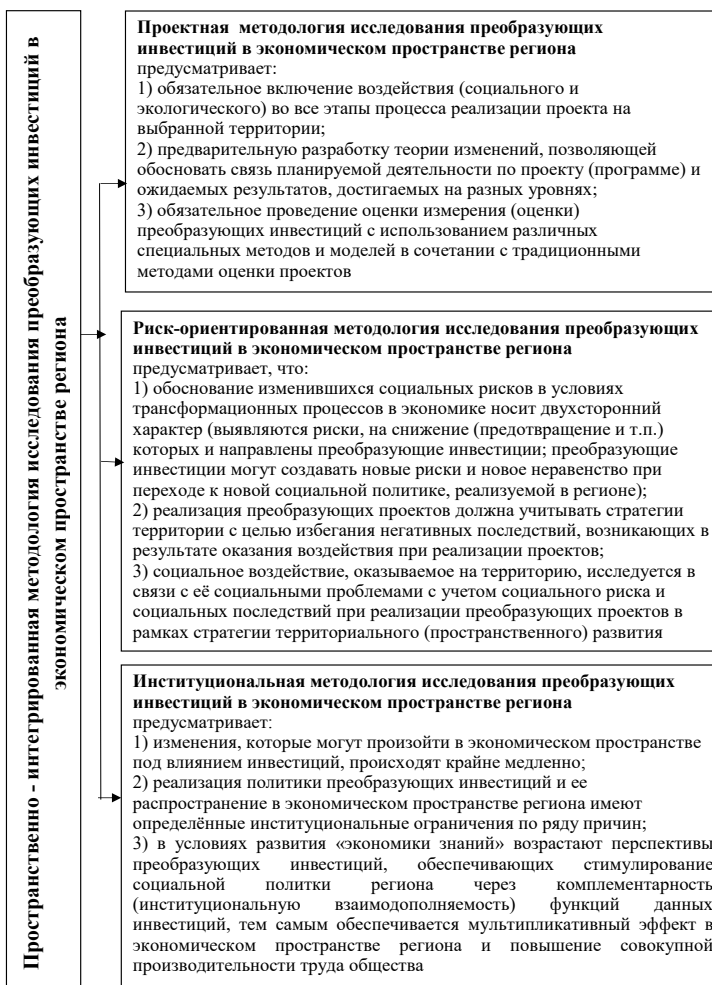 Пространственно - интегрированная методология исследования преобразующих инвестиций в
экономическом пространстве региона
Проектная методология исследования преобразующих
инвестиций в экономическом пространстве региона
предусматривает:
1) обязательное включение воздействия (социального и
экологического) во все этапы процесса реализации проекта на
выбранной территории;
2) предварительную разработку теории изменений, позволяющей
обосновать связь планируемой деятельности по проекту (программе) и
ожидаемых результатов, достигаемых на разных уровнях;
3) обязательное проведение оценки измерения (оценки)
преобразующих инвестиций с использованием различных
специальных методов и моделей в сочетании с традиционными
методами оценки проектов
Риск-ориентированная методология исследования преобразующих
инвестиций в экономическом пространстве региона
предусматривает, что:
1) обоснование изменившихся социальных рисков в условиях
трансформационных процессов в экономике носит двухсторонний
характер (выявляются риски, на снижение (предотвращение и т.п.)
которых и направлены преобразующие инвестиции; преобразующие
инвестиции могут создавать новые риски и новое неравенство при
переходе к новой социальной политике, реализуемой в регионе);
2) реализация преобразующих проектов должна учитывать стратегии
территории с целью избегания негативных последствий, возникающих в
результате оказания воздействия при реализации проектов;
3) социальное воздействие, оказываемое на территорию, исследуется в
связи с её социальными проблемами с учетом социального риска и
социальных последствий при реализации преобразующих проектов в
рамках стратегии территориального (пространственного) развития
Институциональная методология исследования преобразующих
инвестиций в экономическом пространстве региона
предусматривает:
1) изменения, которые могут произойти в экономическом пространстве
под влиянием инвестиций, происходят крайне медленно;
2) реализация политики преобразующих инвестиций и ее
распространение в экономическом пространстве региона имеют
определённые институциональные ограничения по ряду причин;
3) в условиях развития «экономики знаний» возрастают перспективы
преобразующих инвестиций, обеспечивающих стимулирование
социальной политки региона через комплементарность
(институциональную взаимодополняемость) функций данных
инвестиций, тем самым обеспечивается мультипликативный эффект в
экономическом пространстве региона и повышение совокупной
производительности труда общества